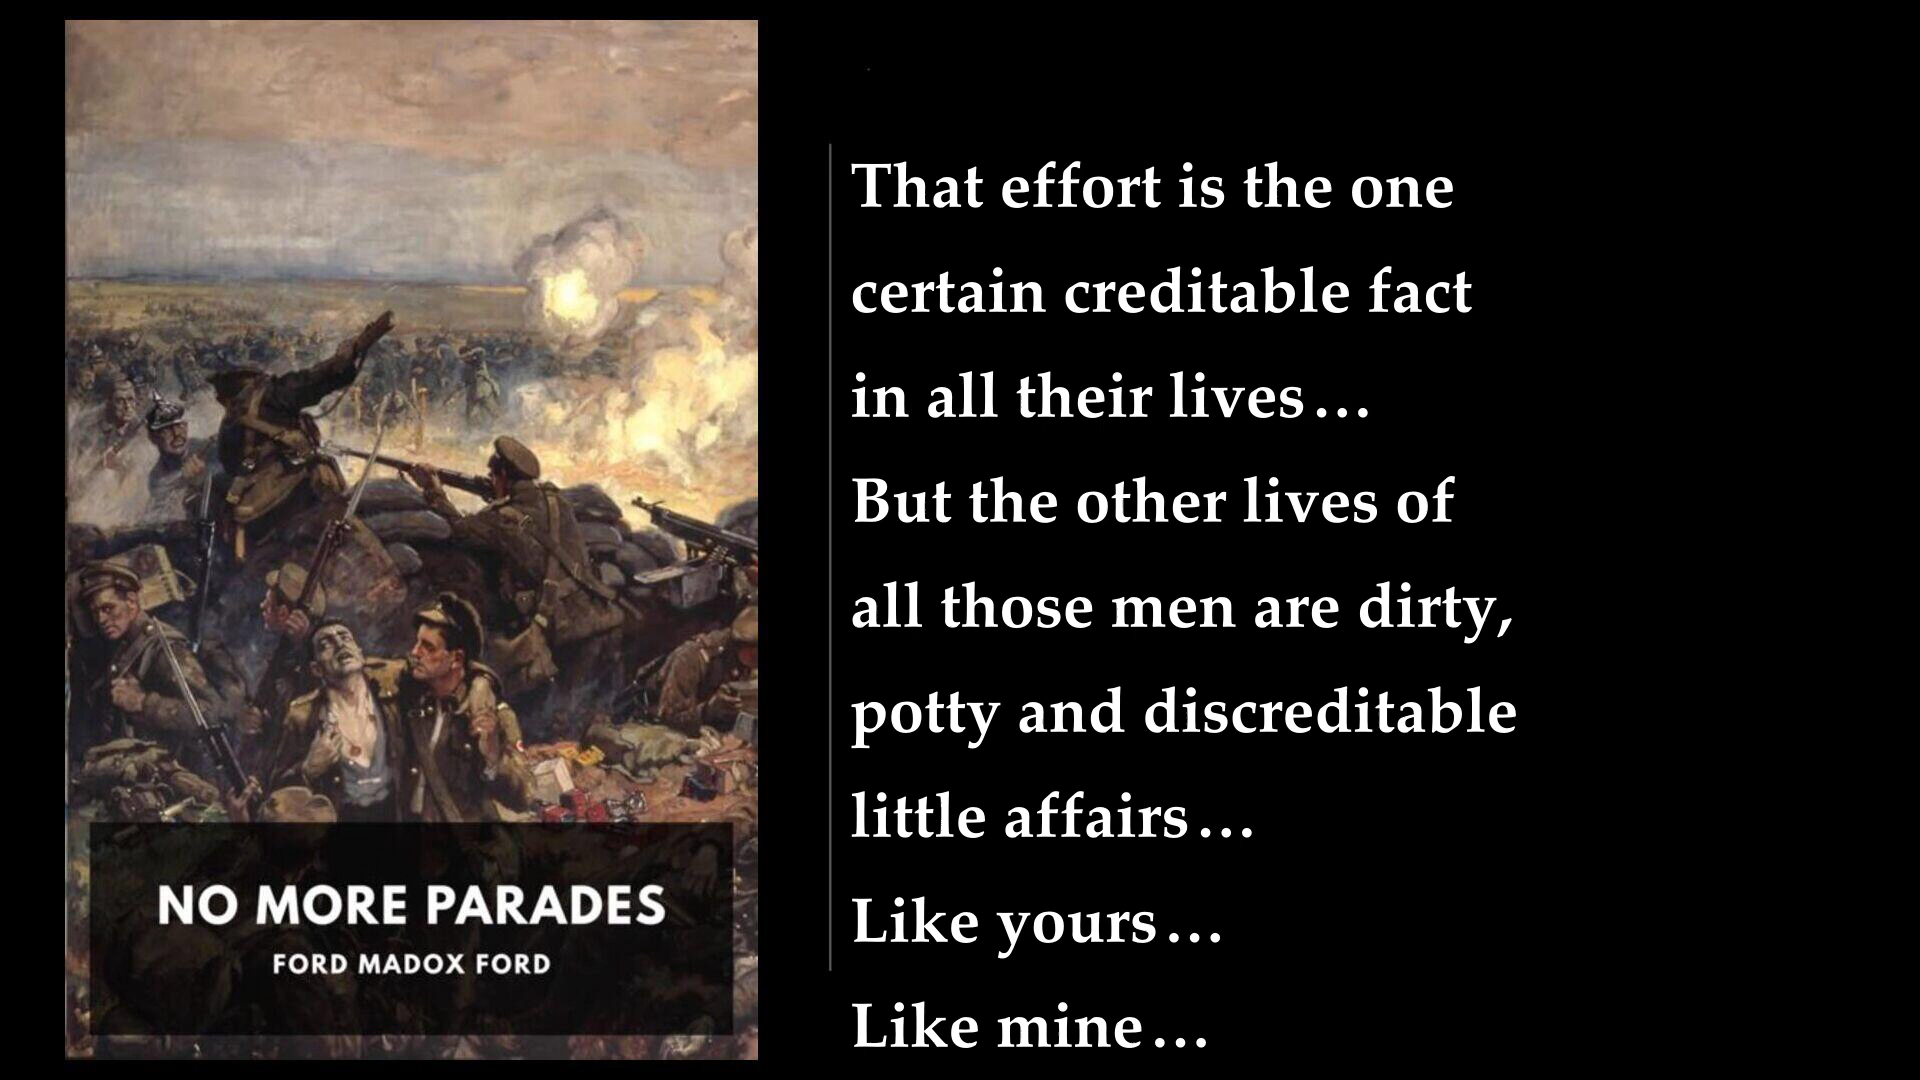 NO MORE PARADES
FORD MADOX FORD
That effort is the one
certain creditable fact
in all their lives…
But the other lives of
all those men are dirty,
potty and discreditable
little affairs…
Like yours…
Like mine…